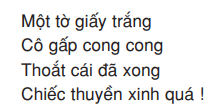 Một tờ giấy trắng
Cô gấp cong cong
Thoắt cái đã xong
Chiếc thuyền xinh quá !